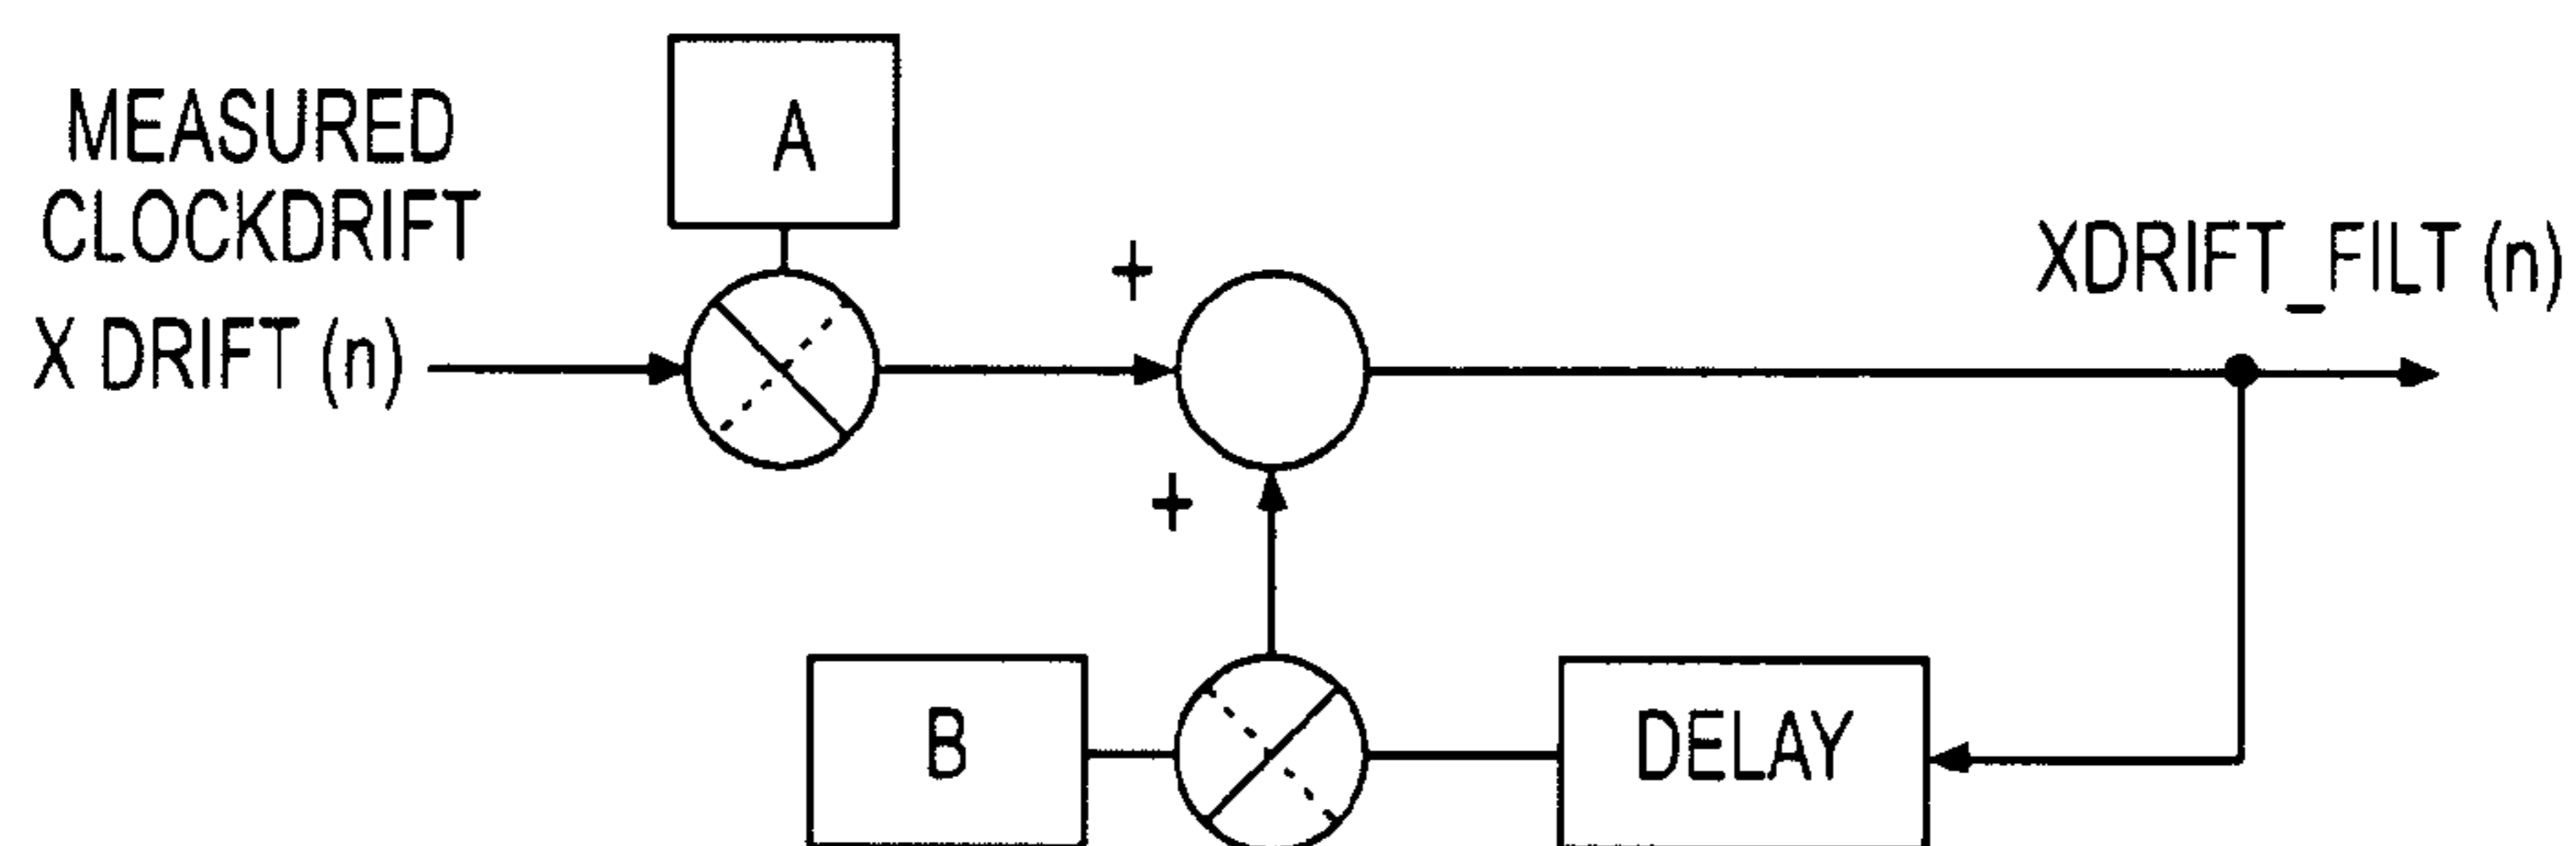 A
MEASURED
CLOCKDRIFT
X DRIFT (n)
+
XDRIFT_FILT (n)
+
B
DELAY